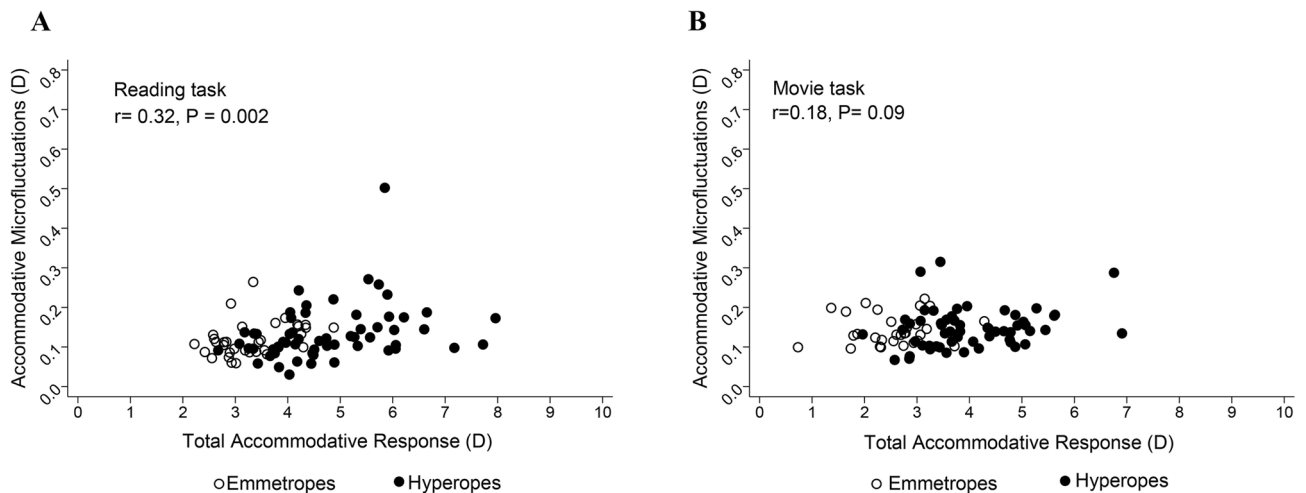 A
Accommodative Microfluctuations (D)
0.8
0.7
0.6
0.5
0.4
0.3
0.2
0.1
0.0
Reading task
r= 0.32, P = 0.002
0 1 2 3 4 5 6 7 8 9 10
Total Accommodative Response (D)
Emmetropes Hyperopes
B
Accommodative Microfluctuations (D)
0.8
0.7
0.6
0.5
0.4
0.3
0.2
0.1
0.0
Movie task
r=0.18, P= 0.09
0 1 2 3 4 5 6 7 8 9 10
Total Accommodative Response (D)
Emmetropes Hyperopes